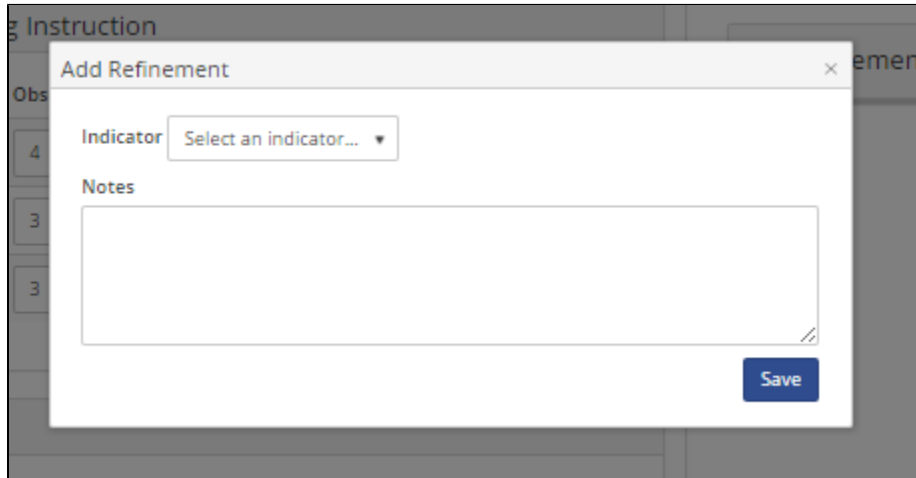 g Instruction
Add Refinement
×
emen
Obs
Indicator
Select an indicator...
4
Notes
3
3
Save